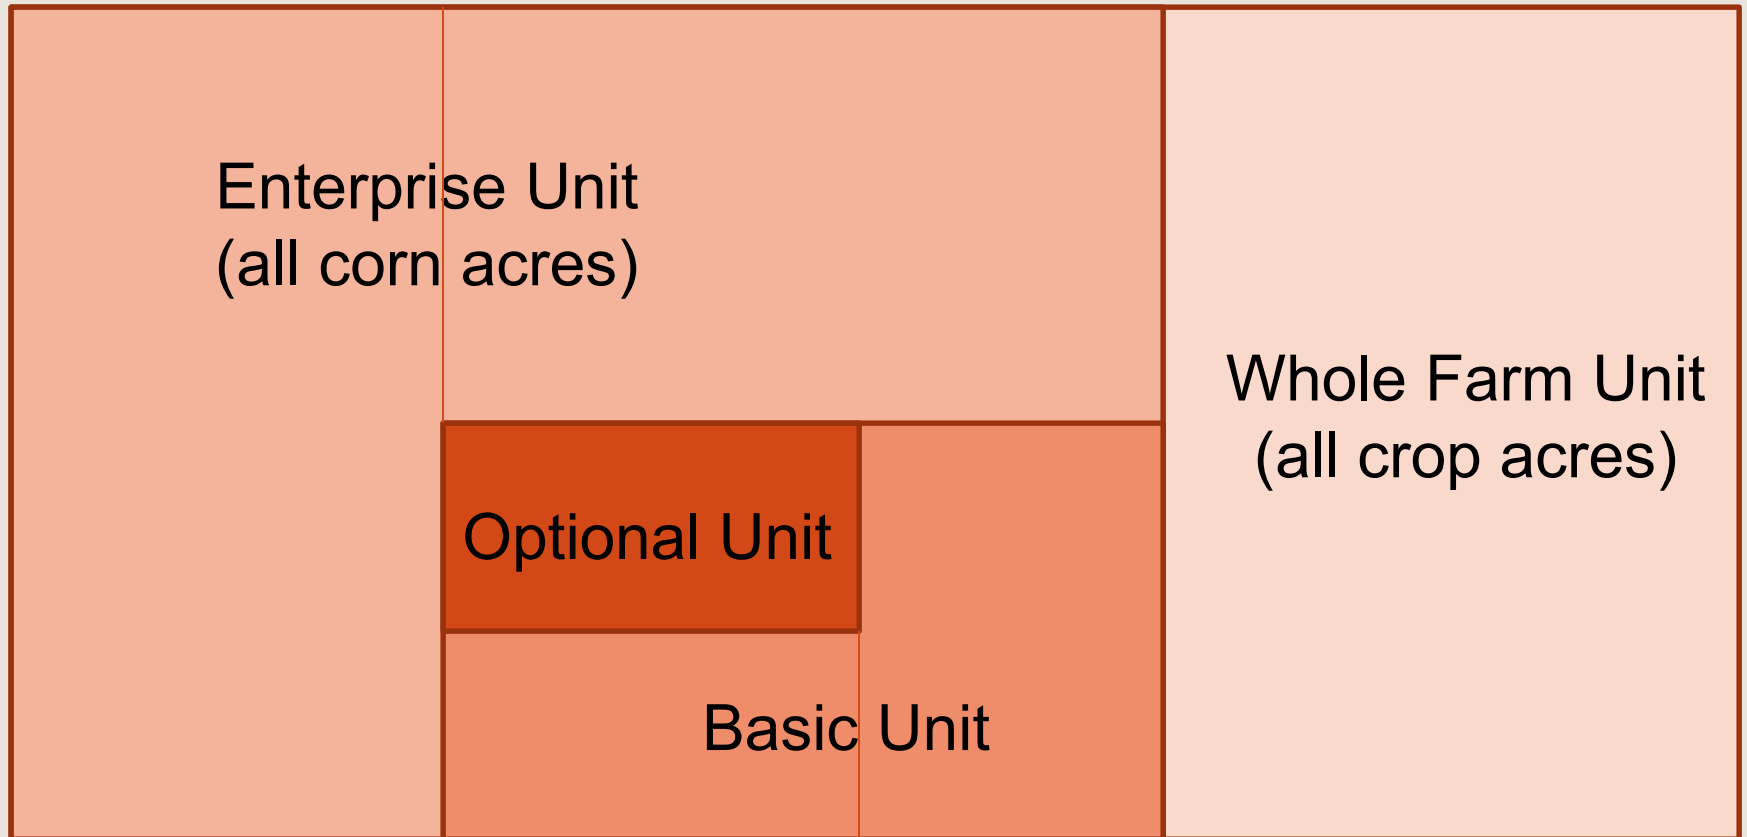 Enterprise Unit
(all corn acres)
Whole Farm Unit
(all crop acres)
Optional Unit
Basic Unit